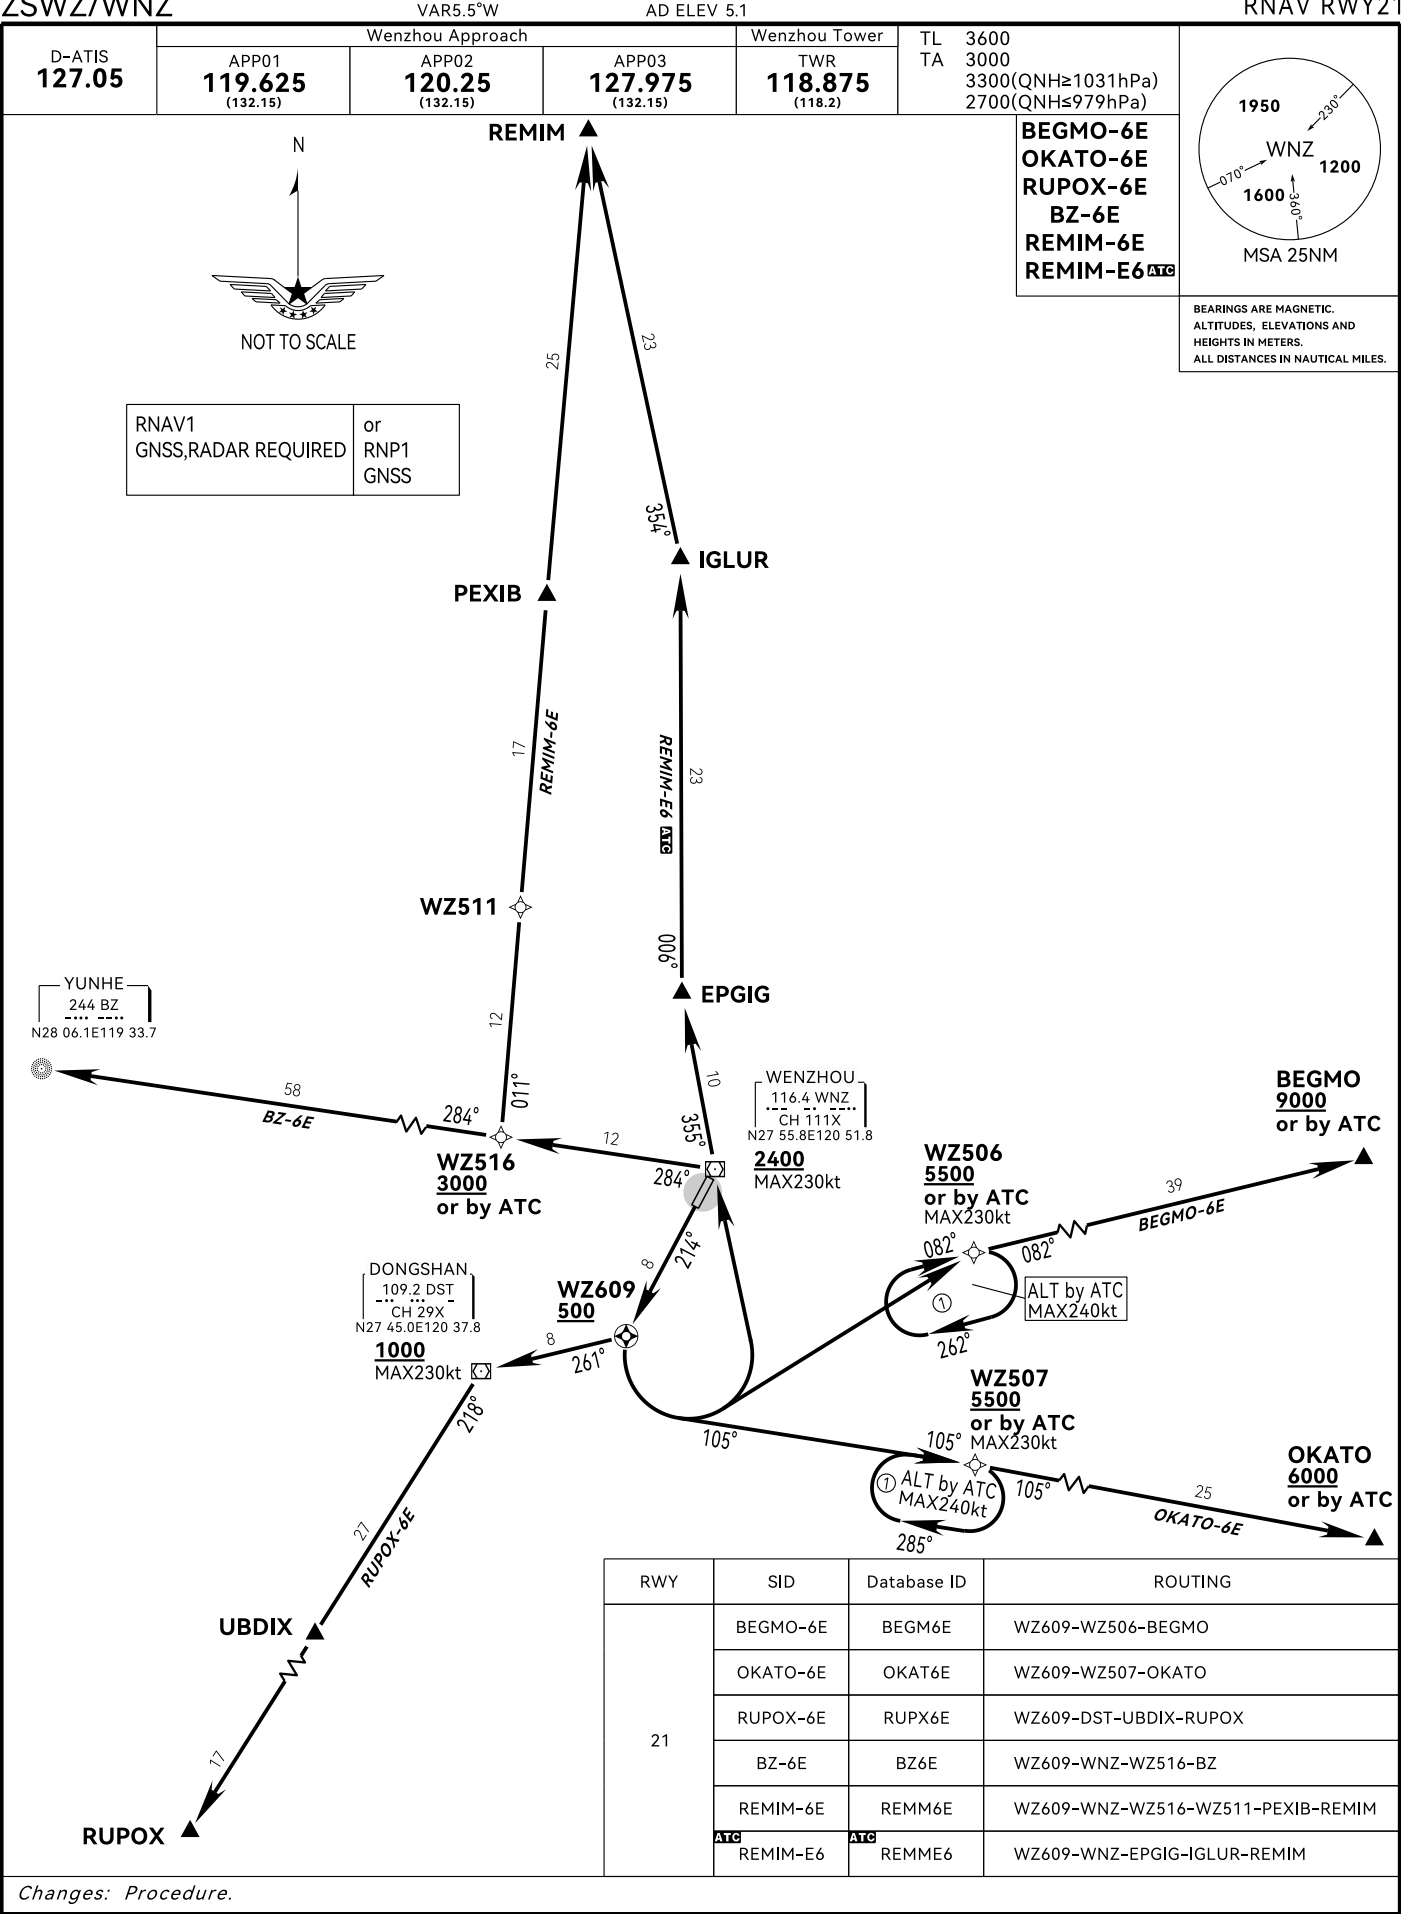 ZSWZ/WNZ
VAR5.5°W
AD ELEV 5.1
RNAV RWY21
D-ATIS
127.05
Wenzhou Approach
APP01
119.625
(132.15)
APP02
120.25
(132.15)
APP03
127.975
(132.15)
Wenzhou Tower
TWR
118.875
(118.2)
TL 3600
TA 3000
3300(QNH≥1031hPa)
2700(QNH≤979hPa)
BEGMO-6E
OKATO-6E
RUPOX-6E
BZ-6E
REMIM-6E
REMIM-E6 ATC
1950
230°
WNZ
1200
070°
1600
360°
MSA 25NM
BEARINGS ARE MAGNETIC.
ALTITUDES, ELEVATIONS AND
HEIGHTS IN METERS.
ALL DISTANCES IN NAUTICAL MILES.
N
NOT TO SCALE
RNAV1
GNSS,RADAR REQUIRED
or
RNP1
GNSS
REMIM
25
23
354°
IGLUR
PEXIB
17
REMIM-6E
REMIM-E6 ATC
23
WZ511
006°
EPGIG
12
011°
10
355°
YUNHE
244 BZ
N28 06.1E119 33.7
58
BZ-6E
284°
WZ516
3000
or by ATC
12
284°
WENZHOU
116.4 WNZ
CH 111X
N27 55.8E120 51.8
2400
MAX230kt
8
214°
WZ609
500
DONGSHAN
109.2 DST
CH 29X
N27 45.0E120 37.8
1000
MAX230kt
8
261°
218°
27
RUPOX-6E
UBDIX
17
RUPOX
WZ506
5500
or by ATC
MAX230kt
082°
082°
39
BEGMO-6E
BEGMO
9000
or by ATC
1
ALT by ATC
MAX240kt
262°
WZ507
5500
or by ATC
MAX230kt
105°
105°
105°
1 ALT by ATC
MAX240kt
285°
25
OKATO-6E
OKATO
6000
or by ATC
RWY SID Database ID ROUTING
21
BEGMO-6E BEGM6E WZ609-WZ506-BEGMO
OKATO-6E OKAT6E WZ609-WZ507-OKATO
RUPOX-6E RUPX6E WZ609-DST-UBDIX-RUPOX
BZ-6E BZ6E WZ609-WNZ-WZ516-BZ
REMIM-6E REMM6E WZ609-WNZ-WZ516-WZ511-PEXIB-REMIM
ATC REMIM-E6 ATC REMME6 WZ609-WNZ-EPGIG-IGLUR-REMIM
Changes: Procedure.